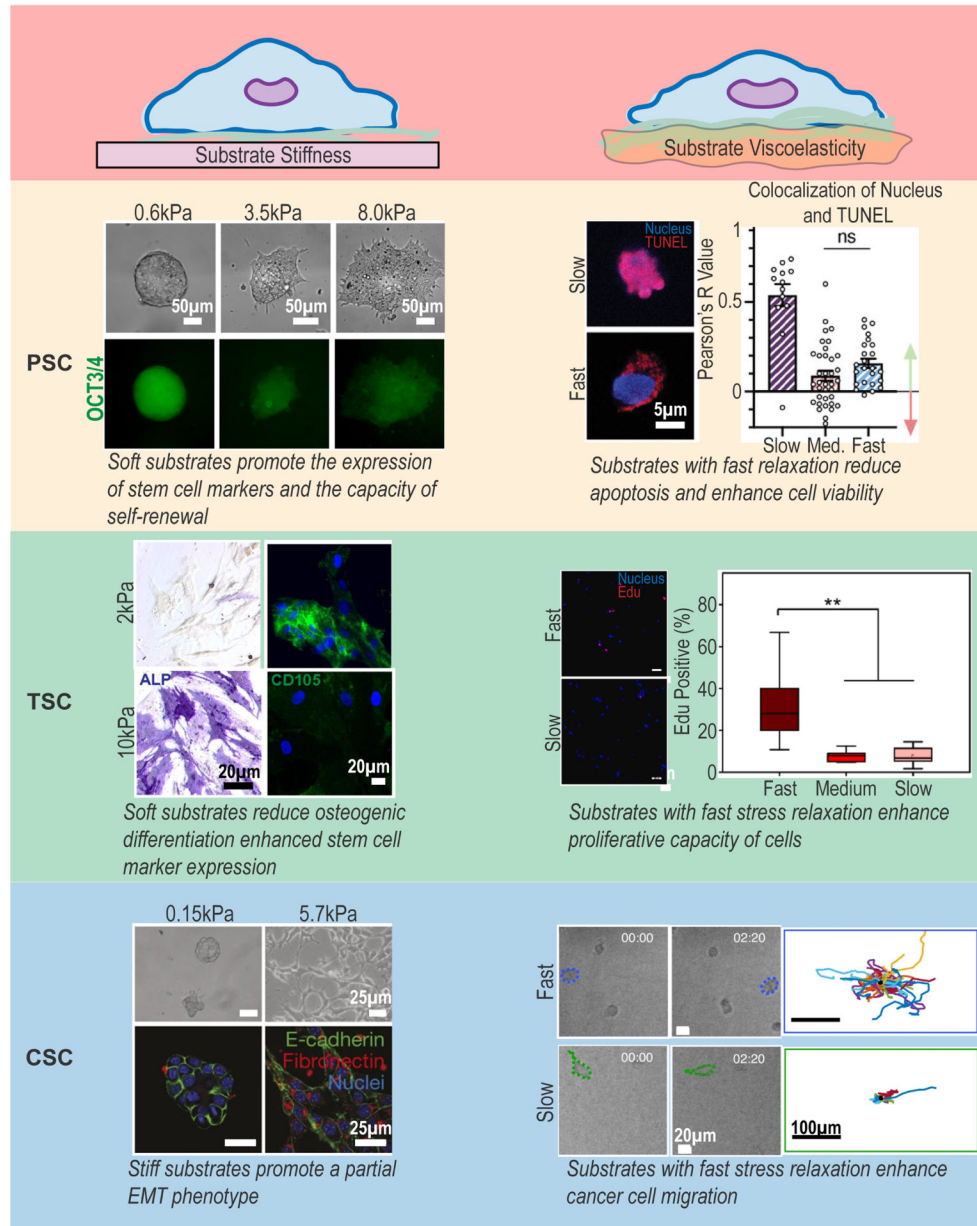 Substrate Stiffness
Substrate Viscoelasticity
PSC
0.6kPa 3.5kPa 8.0kPa
50µm 50µm 50µm
OCT3/4
Soft substrates promote the expression
of stem cell markers and the capacity of
self-renewal
Slow
Fast
Nucleus
TUNEL
5µm
Colocalization of Nucleus
and TUNEL
Pearson's R Value
ns
1
0.5
0
Slow Med. Fast
Substrates with fast relaxation reduce
apoptosis and enhance cell viability
TSC
2kPa
10kPa
ALP
CD105
20µm
20µm
Soft substrates reduce osteogenic
differentiation enhanced stem cell
marker expression
Fast
Slow
Nucleus
Edu
Edu Positive (%)
**
80
60
40
20
0
Fast Medium Slow
Substrates with fast stress relaxation enhance
proliferative capacity of cells
CSC
0.15kPa 5.7kPa
25µm
E-cadherin
Fibronectin
Nuclei
25µm
Stiff substrates promote a partial
EMT phenotype
Fast
00:00 02:20
Slow
00:00 02:20
20µm
100µm
Substrates with fast stress relaxation enhance
cancer cell migration